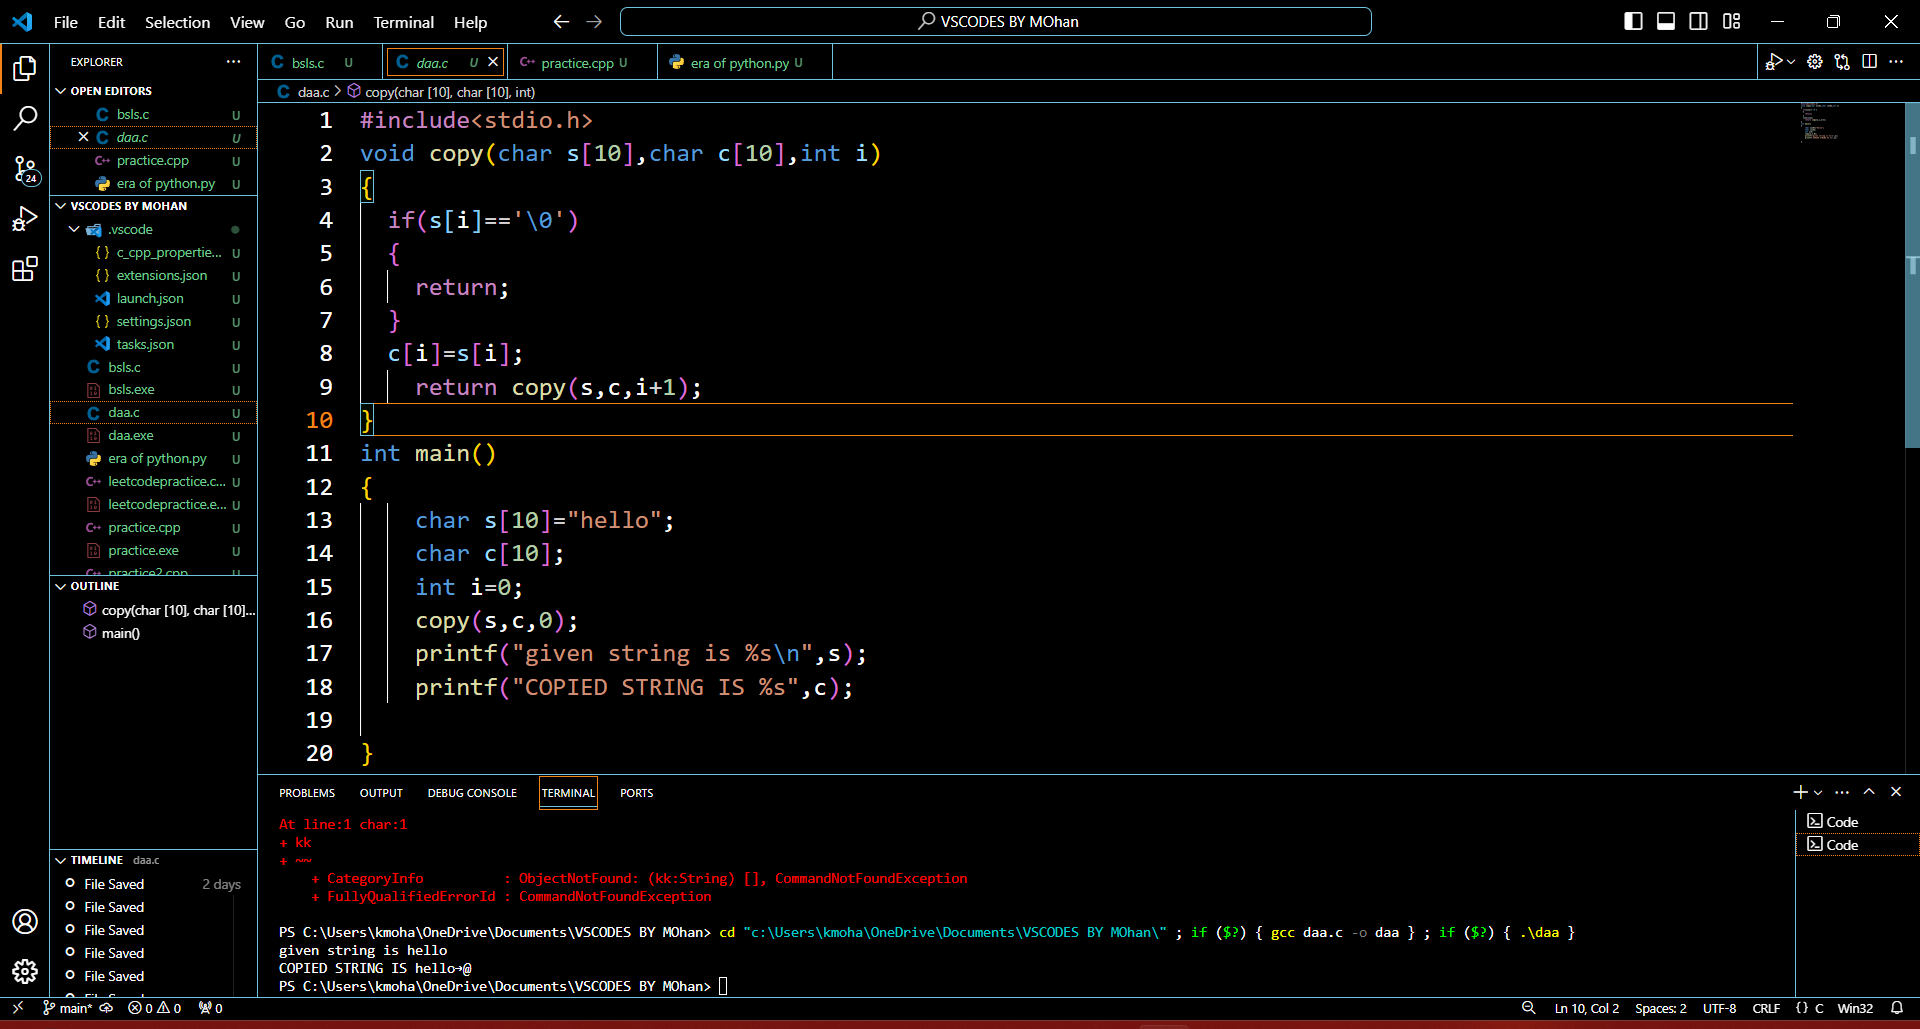 File Edit Selection View Go Run Terminal Help
VSCODES BY MOhan
EXPLORER
OPEN EDITORS
bsls.c U
daa.c U
practice.cpp U
era of python.py U
VSCODES BY MOHAN
.vscode
c_cpp_propertie... U
extensions.json U
launch.json U
settings.json U
tasks.json U
bsls.c U
bsls.exe U
daa.c U
daa.exe U
era of python.py U
leetcodepractice.c... U
leetcodepractice.e... U
practice.cpp U
practice.exe U
practice2.cpp U
OUTLINE
copy(char [10], char [10]...
main()
TIMELINE daa.c
File Saved 2 days
File Saved
File Saved
File Saved
File Saved
24
bsls.c U
daa.c U
practice.cpp U
era of python.py U
daa.c > copy(char [10], char [10], int)
1 #include<stdio.h>
2 void copy(char s[10],char c[10],int i)
3 {
4 if(s[i]=='\0')
5 {
6 return;
7 }
8 c[i]=s[i];
9 return copy(s,c,i+1);
10 }
11 int main()
12 {
13 char s[10]="hello";
14 char c[10];
15 int i=0;
16 copy(s,c,0);
17 printf("given string is %s\n",s);
18 printf("COPIED STRING IS %s",c);
19
20 }
PROBLEMS OUTPUT DEBUG CONSOLE TERMINAL PORTS
At line:1 char:1
+ kk
+ ~~
+ CategoryInfo : ObjectNotFound: (kk:String) [], CommandNotFoundException
+ FullyQualifiedErrorId : CommandNotFoundException
PS C:\Users\kmoha\OneDrive\Documents\VSCODES BY MOhan> cd "c:\Users\kmoha\OneDrive\Documents\VSCODES BY MOhan\" ; if ($?) { gcc daa.c -o daa } ; if ($?) { .\daa }
given string is hello
COPIED STRING IS hello→@
PS C:\Users\kmoha\OneDrive\Documents\VSCODES BY MOhan>
Code
Code
main* 0 0 0
Ln 10, Col 2 Spaces: 2 UTF-8 CRLF {} C Win32